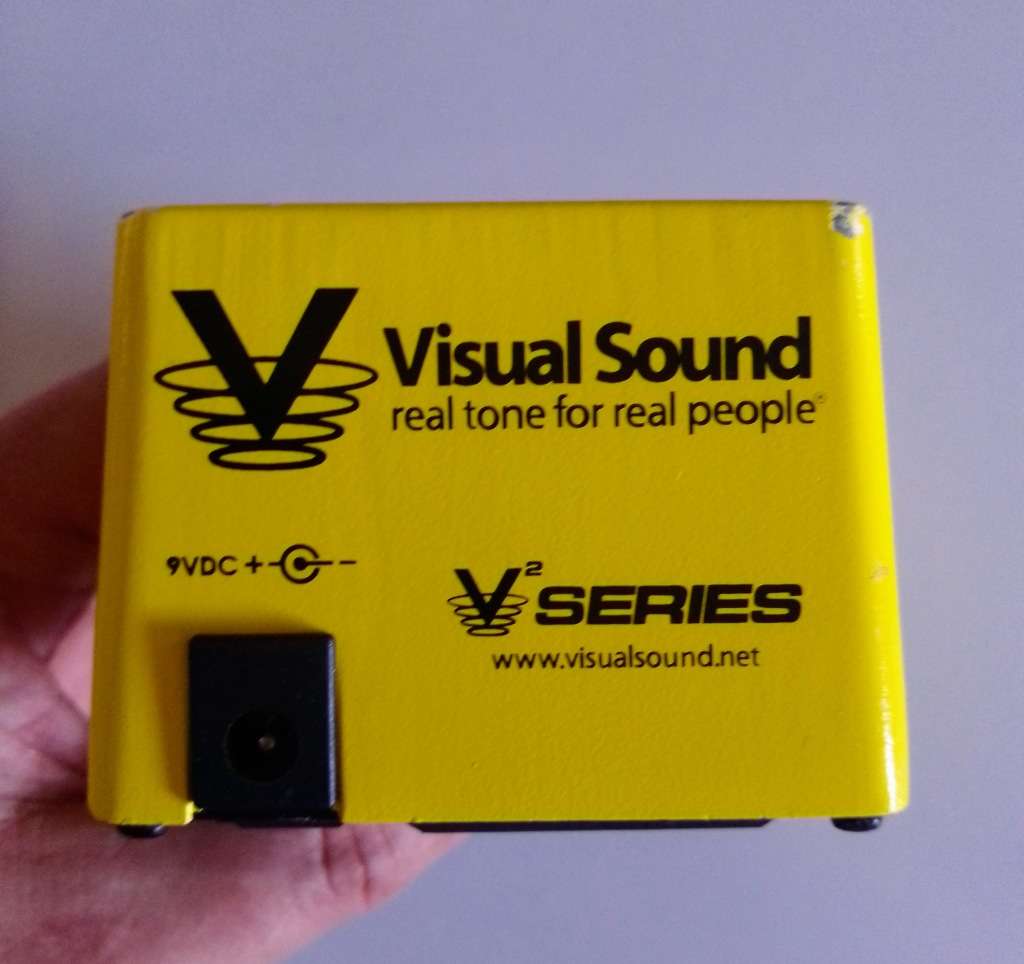 V Visual Sound
real tone for real people®
9VDC + -
V² SERIES
www.visualsound.net